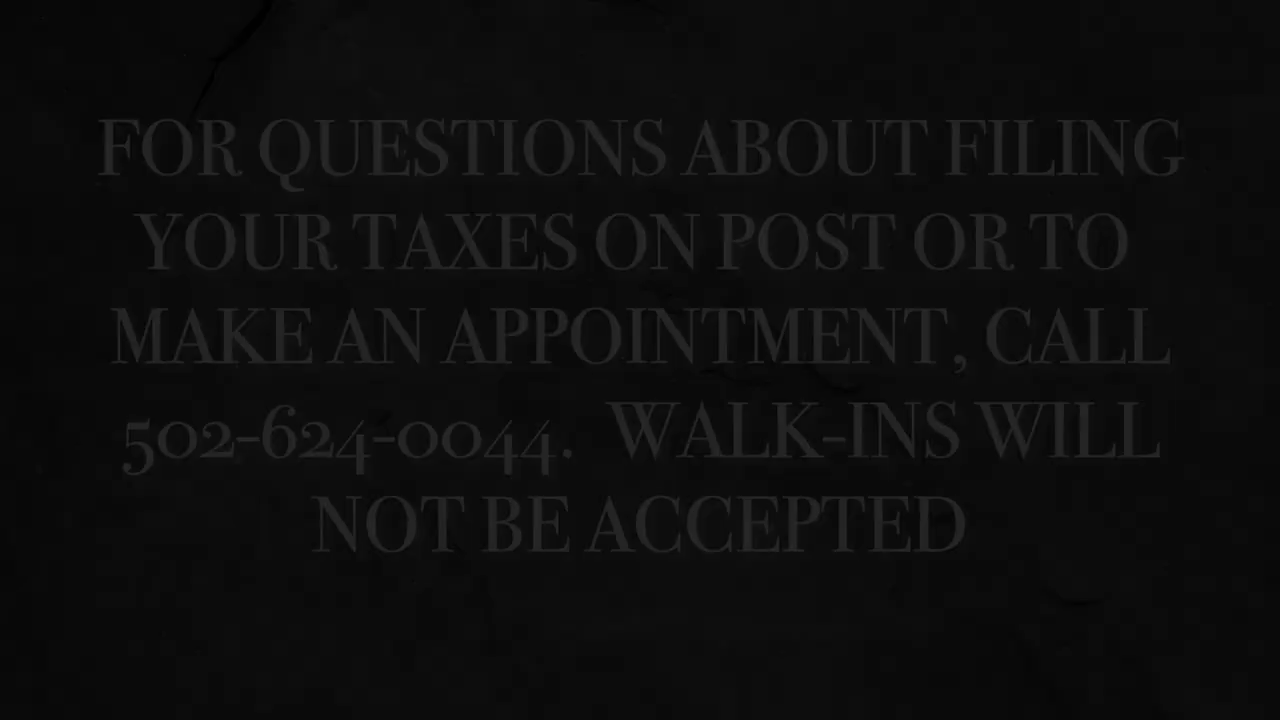 FOR QUESTIONS ABOUT FILING
YOUR TAXES ON POST OR TO
MAKE AN APPOINTMENT, CALL
502-624-0044. WALK-INS WILL
NOT BE ACCEPTED